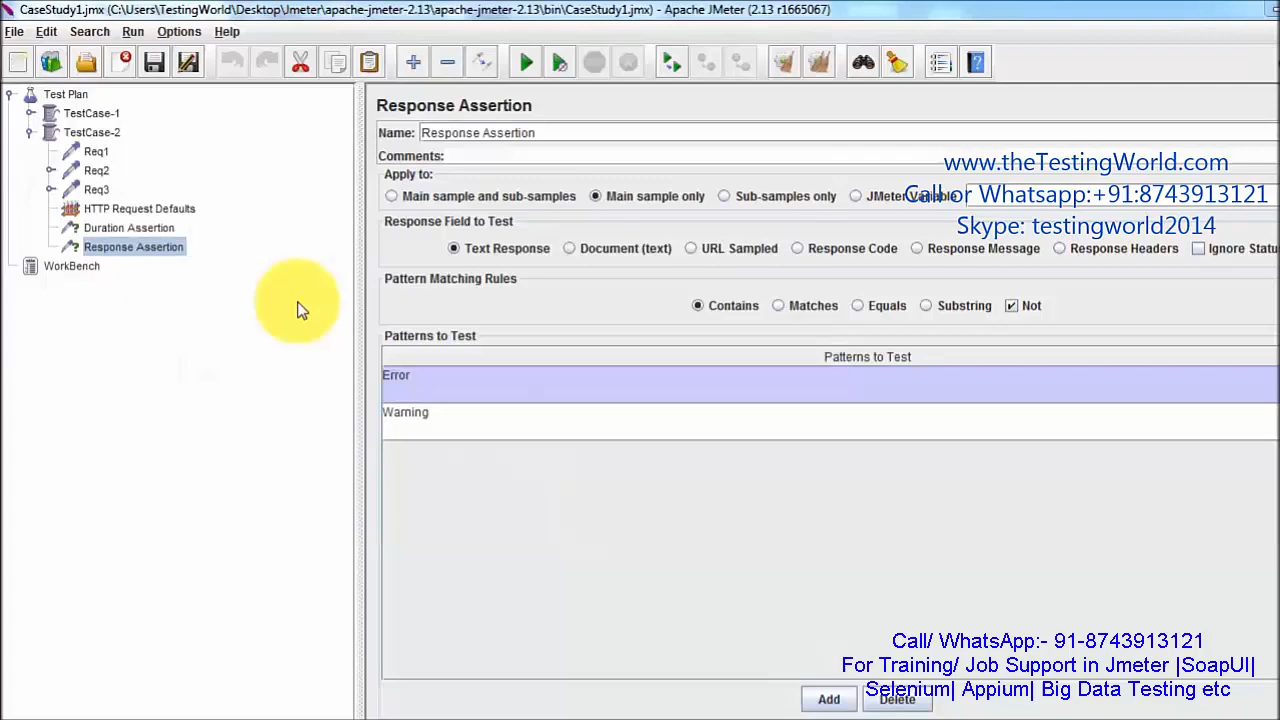 CaseStudy1.jmx (C:\Users\TestingWorld\Desktop\Jmeter\apache-jmeter-2.13\apache-jmeter-2.13\bin\CaseStudy1.jmx) - Apache JMeter (2.13 r1665067)
File Edit Search Run Options Help
Test Plan
TestCase-1
TestCase-2
Req1
Req2
Req3
HTTP Request Defaults
Duration Assertion
Response Assertion
WorkBench
Response Assertion
Name: Response Assertion
Comments:
www.theTestingWorld.com
Apply to:
Main sample and sub-samples Main sample only Sub-samples only JMeter Variable
Call or Whatsapp:+91:8743913121
Response Field to Test
Skype: testingworld2014
Text Response Document (text) URL Sampled Response Code Response Message Response Headers Ignore Statu
Pattern Matching Rules
Contains Matches Equals Substring Not
Patterns to Test
Patterns to Test
Error
Warning
Call/ WhatsApp:- 91-8743913121
For Training/ Job Support in Jmeter |SoapUI|
Selenium| Appium| Big Data Testing etc
Add Delete